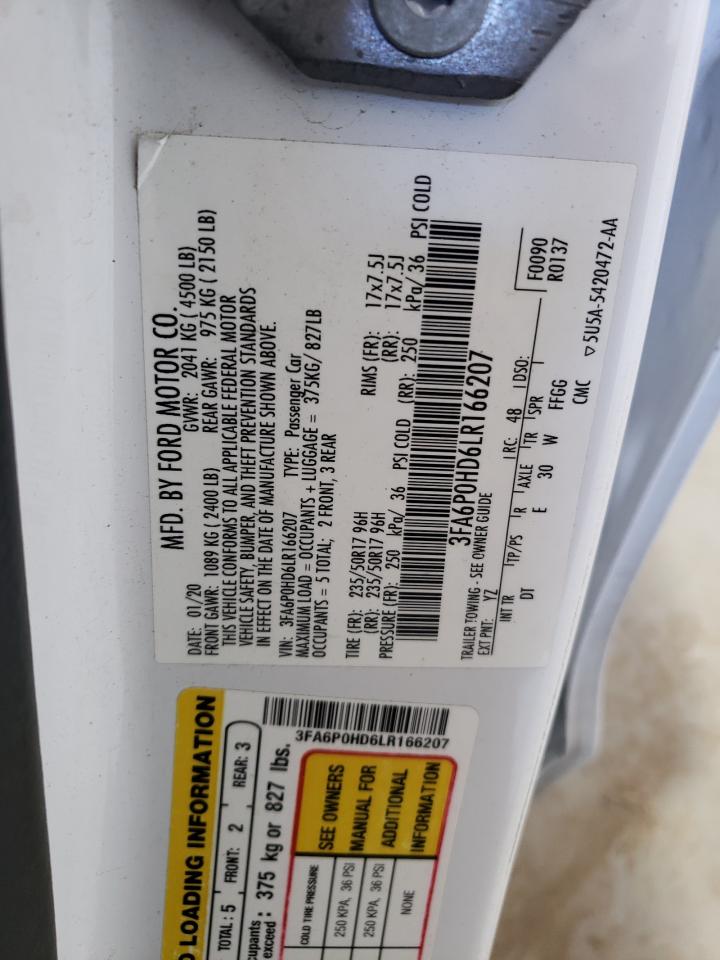 MFD. BY FORD MOTOR CO.
DATE: 01/20 GVWR: 2041 KG ( 4500 LB)
FRONT GAWR: 1089 KG ( 2400 LB) REAR GAWR: 975 KG ( 2150 LB)
THIS VEHICLE CONFORMS TO ALL APPLICABLE FEDERAL MOTOR
VEHICLE SAFETY, BUMPER, AND THEFT PREVENTION STANDARDS
IN EFFECT ON THE DATE OF MANUFACTURE SHOWN ABOVE.
VIN: 3FA6P0HD6LR166207 TYPE: Passenger Car
MAXIMUM LOAD = OCCUPANTS + LUGGAGE = 375KG/ 827LB
OCCUPANTS = 5 TOTAL; 2 FRONT, 3 REAR
TIRE (FR): 235/50R17 96H RIMS (FR): 17x7.5J
(RR): 235/50R17 96H (RR): 17x7.5J
PRESSURE (FR): 250 kPa/ 36 PSI COLD (RR): 250 kPa/ 36 PSI COLD
3FA6P0HD6LR166207
TRAILER TOWING - SEE OWNER GUIDE
EXT PNT: YZ RC: 48 DSO: F0090
R0137
INT TR TP/PS R AXLE TR SPR
DT E 30 W FFGG
CMC ▽5U5A-5420472-AA
LOADING INFORMATION
TOTAL: 5 FRONT: 2 REAR: 3
exceed : 375 kg or 827 lbs.
3FA6P0HD6LR166207
COLD TIRE PRESSURE
250 KPA, 36 PSI
250 KPA, 36 PSI
NONE
SEE OWNERS
MANUAL FOR
ADDITIONAL
INFORMATION